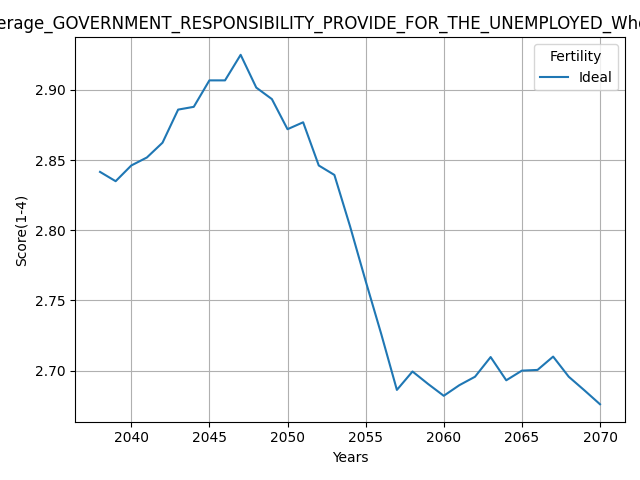 erage_GOVERNMENT_RESPONSIBILITY_PROVIDE_FOR_THE_UNEMPLOYED_Whe
Fertility
Ideal
Score(1-4)
2.90
2.85
2.80
2.75
2.70
2040 2045 2050 2055 2060 2065 2070
Years